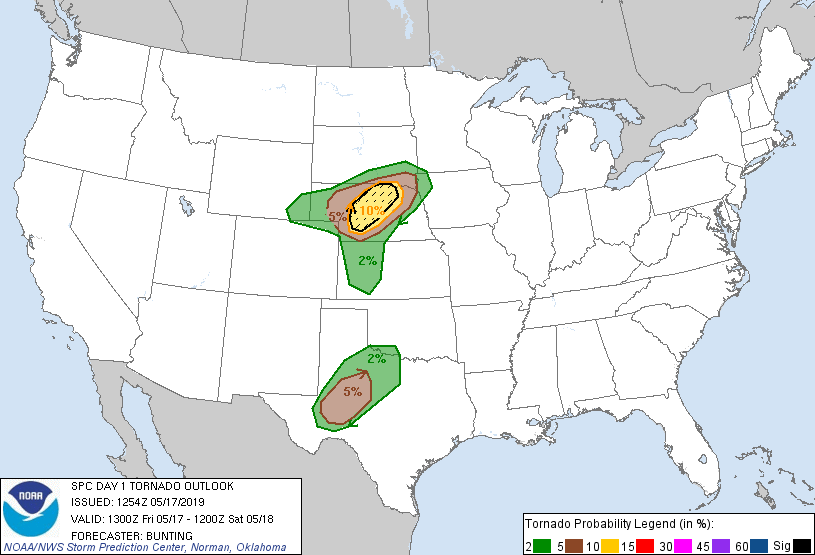 5%
10%
2%
2%
5%
NOAA
SPC DAY 1 TORNADO OUTLOOK
ISSUED: 1254Z 05/17/2019
VALID: 1300Z Fri 05/17 - 1200Z Sat 05/18
FORECASTER: BUNTING
NOAA/NWS Storm Prediction Center, Norman, Oklahoma
Tornado Probability Legend (in %):
2 5 10 15 30 45 60 Sig